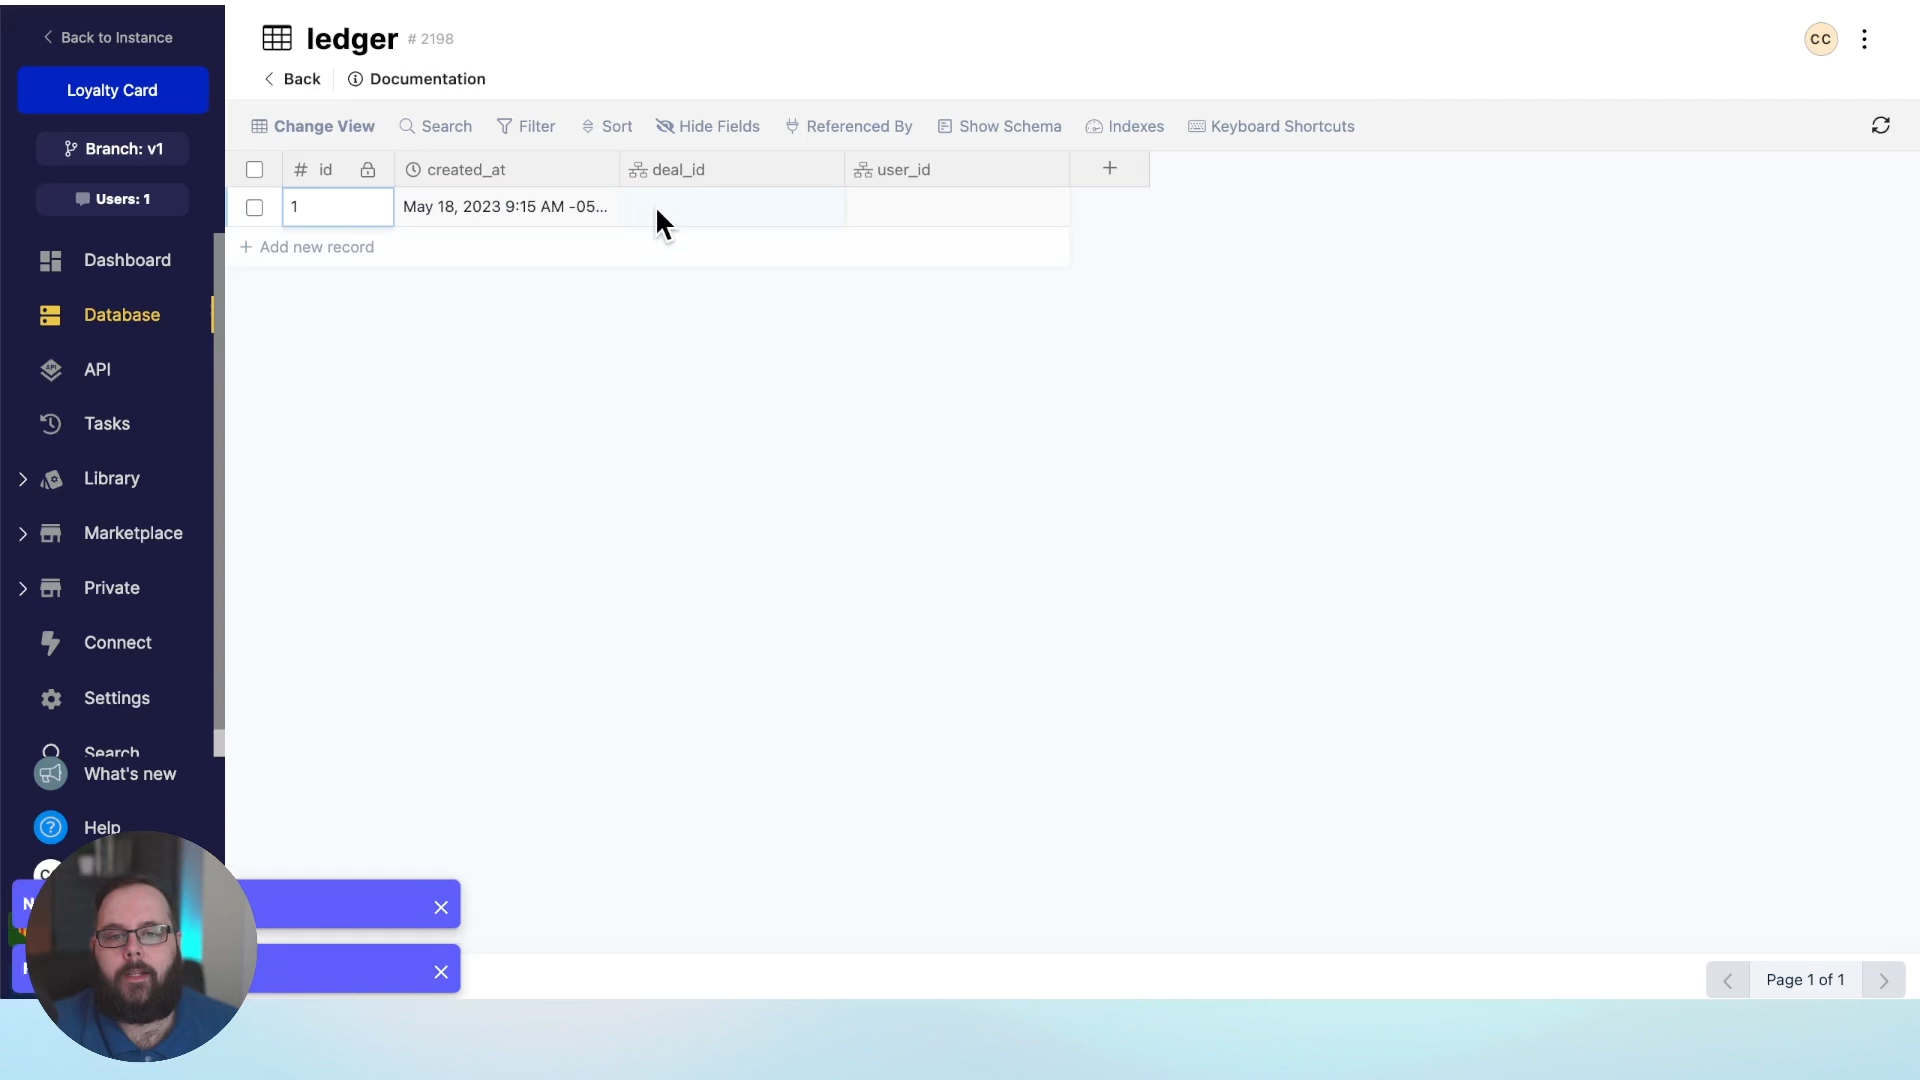 Back to Instance
Loyalty Card
Branch: v1
Users: 1
Dashboard
Database
API
Tasks
Library
Marketplace
Private
Connect
Settings
Search
What's new
Help
ledger # 2198
Back
Documentation
CC
Change View
Search
Filter
Sort
Hide Fields
Referenced By
Show Schema
Indexes
Keyboard Shortcuts
# id
created_at
deal_id
user_id
+
1
May 18, 2023 9:15 AM -05...
+ Add new record
Page 1 of 1